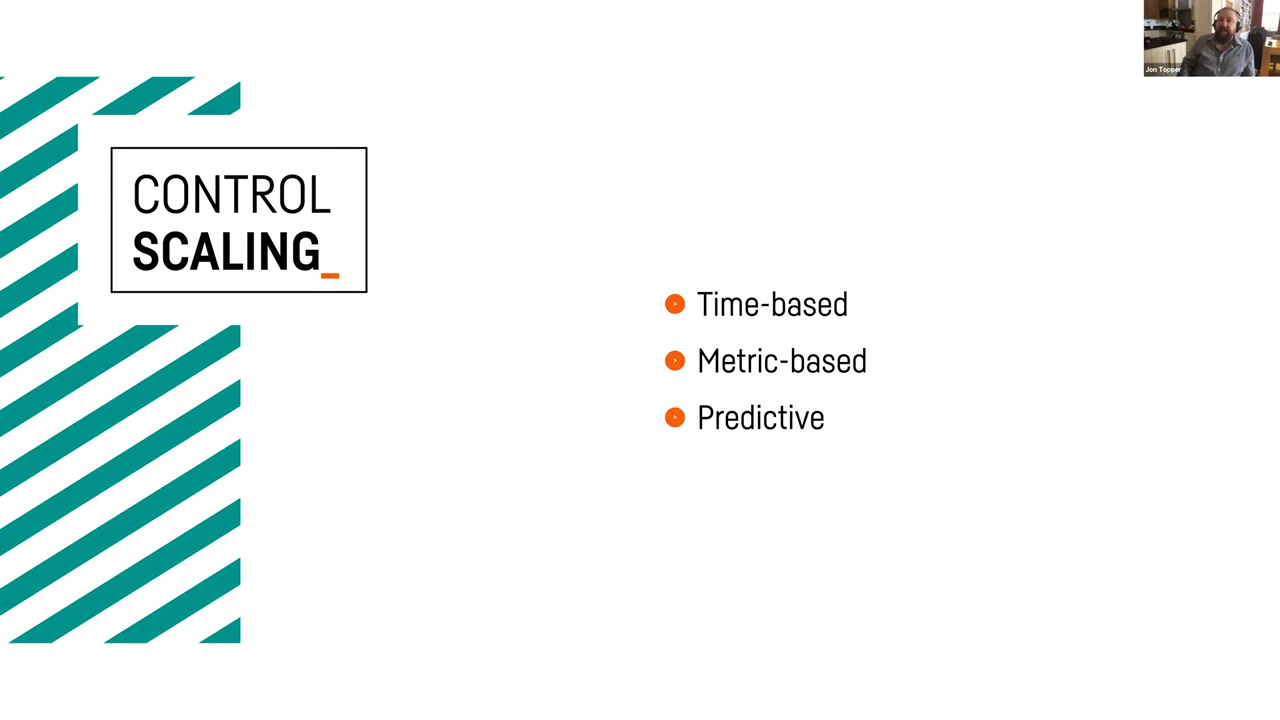 CONTROL
SCALING_
Time-based
Metric-based
Predictive
Jon Topper